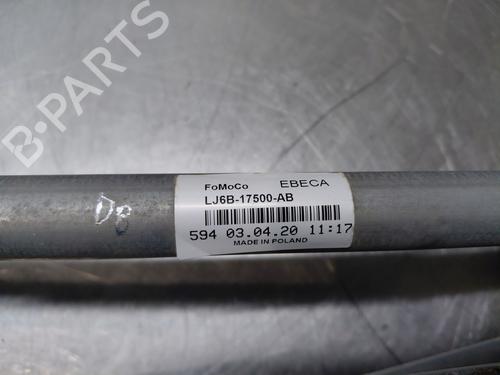 B-PARTS
FoMoCo EBECA
LJ6B-17500-AB
594 03.04.20 11:17
MADE IN POLAND